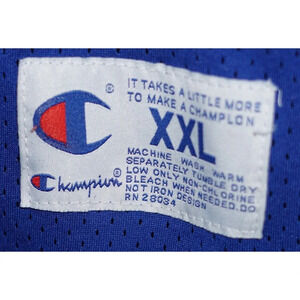 IT TAKES A LITTLE MORE
TO MAKE A CHAMPION
XXL
MACHINE WASH WARM
SEPARATELY TUMBLE DRY
LOW ONLY NON-CHLORINE
BLEACH WHEN NEEDED. DO
NOT IRON DESIGN
RN 28034
Champion